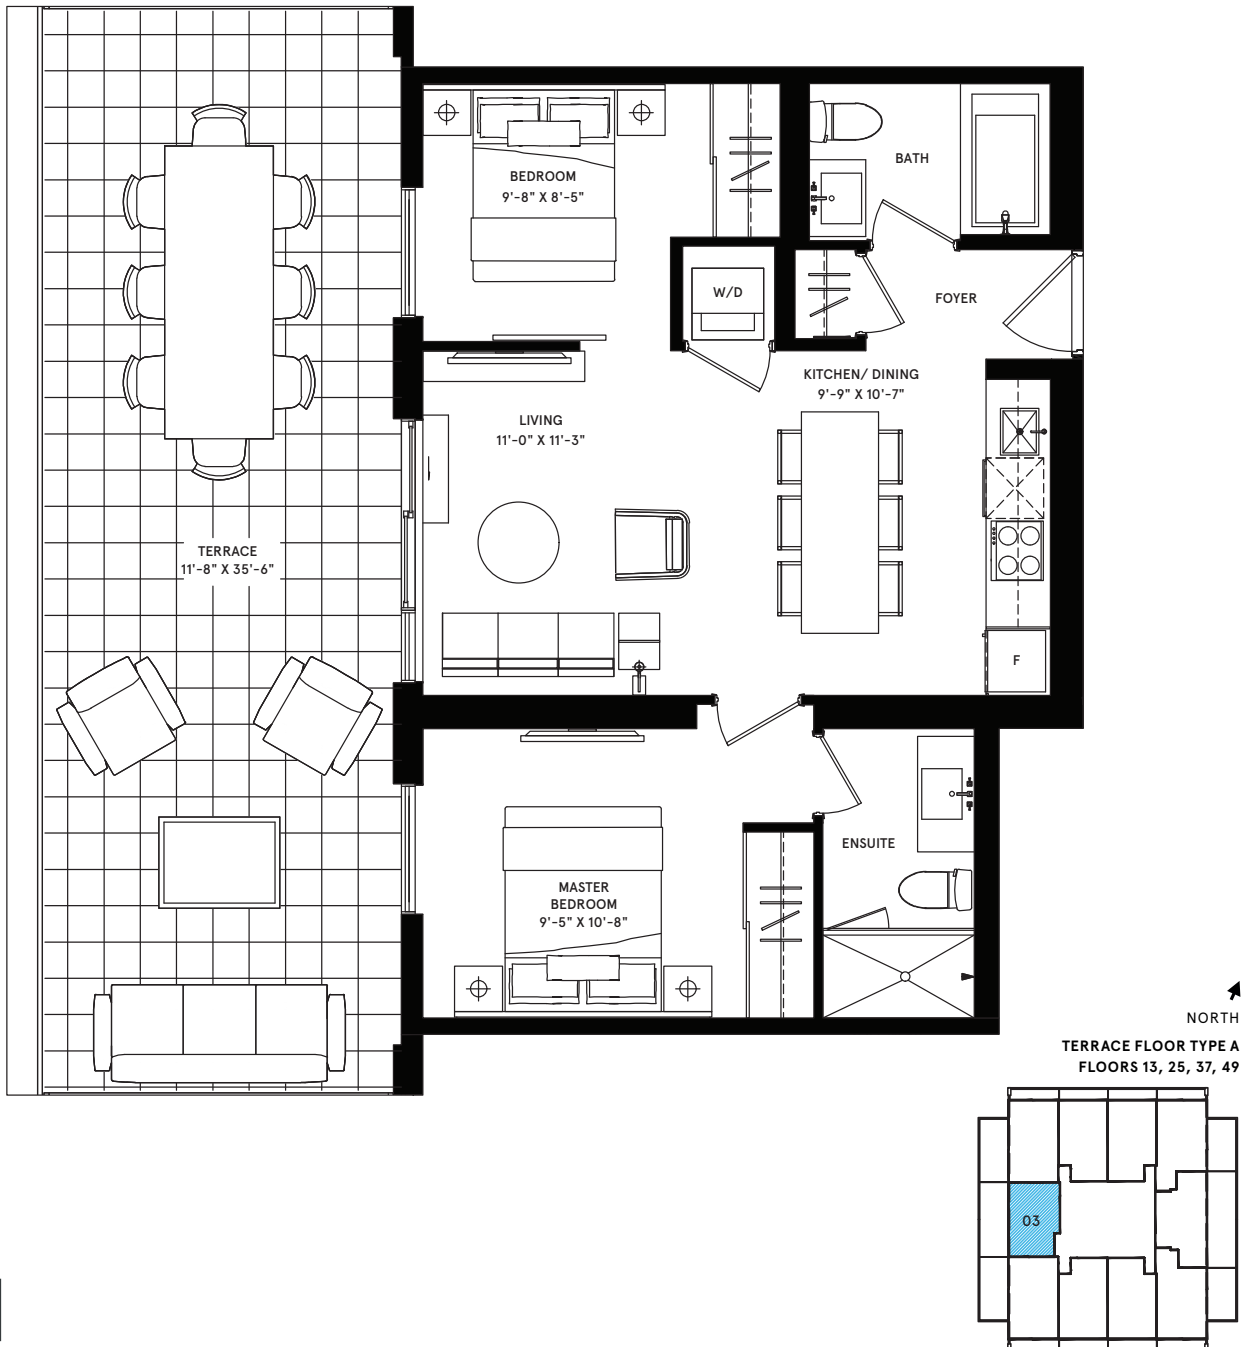 BEDROOM
9'-8" X 8'-5"
BATH
W/D
FOYER
KITCHEN/ DINING
9'-9" X 10'-7"
LIVING
11'-0" X 11'-3"
TERRACE
11'-8" X 35'-6"
F
ENSUITE
MASTER
BEDROOM
9'-5" X 10'-8"
NORTH
TERRACE FLOOR TYPE A
FLOORS 13, 25, 37, 49
03